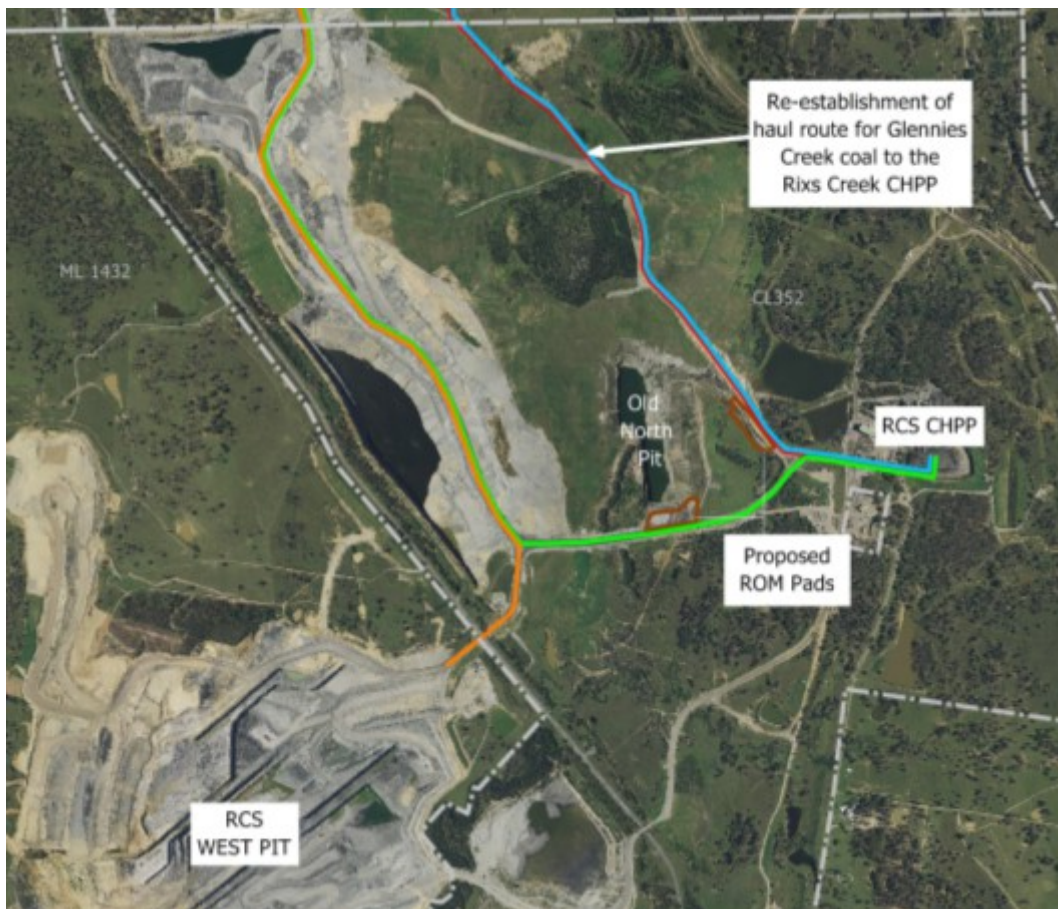 Re-establishment of
haul route for Glennies
Creek coal to the
Rixs Creek CHPP
ML 1432
CL352
Old
North
Pit
RCS CHPP
Proposed
ROM Pads
RCS
WEST PIT